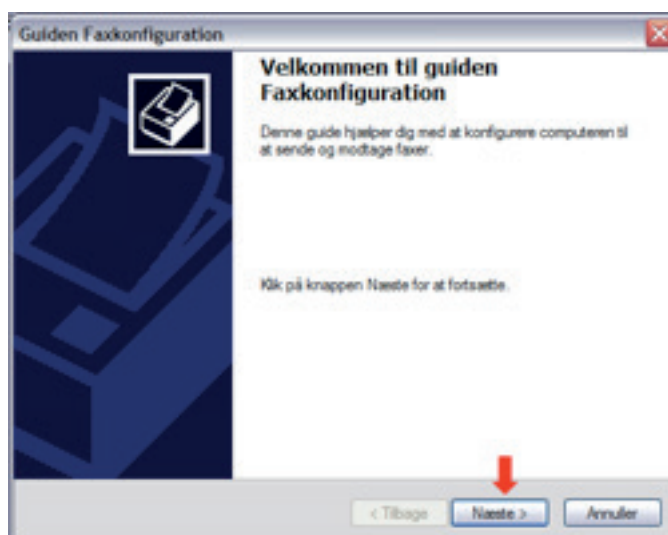 Guiden Faxkonfiguration
Velkommen til guiden
Faxkonfiguration
Denne guide hjælper dig med at konfigurere computeren til
at sende og modtage faxer.
Klik på knappen Næste for at fortsætte.
< Tilbage
Næste >
Annuller